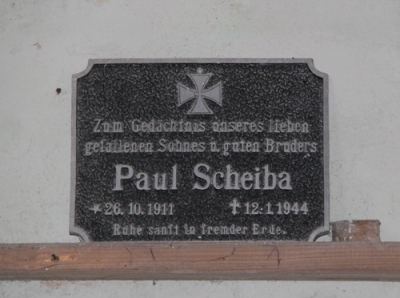 Zum Gedächtnis unseres lieben
gefallenen Sohnes u. guten Bruders
Paul Scheiba
* 26.10.1911 † 12.1.1944
Ruhe sanft in fremder Erde.